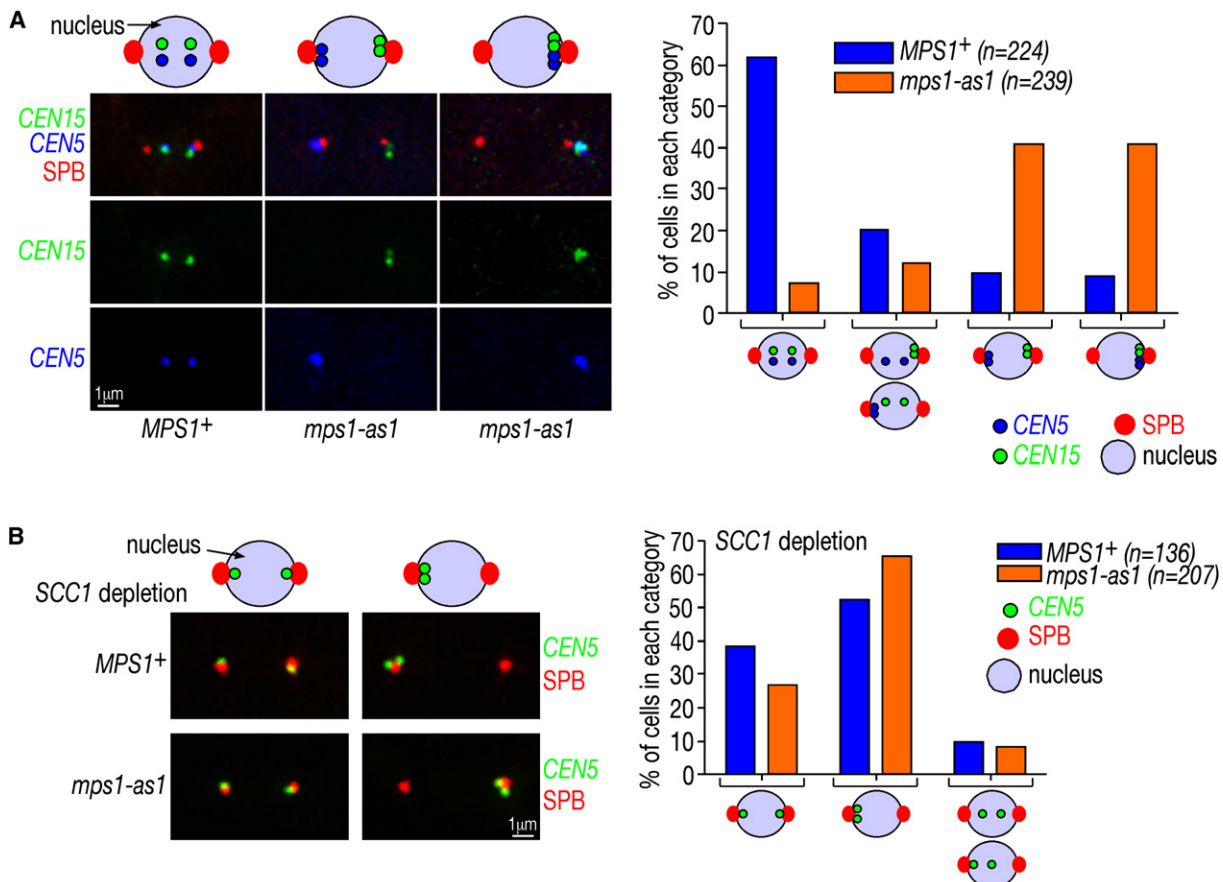 A
nucleus
CEN15
CEN5
SPB
CEN15
CEN5
1μm
MPS1+
mps1-as1
mps1-as1
% of cells in each category
70
60
50
40
30
20
10
0
MPS1+ (n=224)
mps1-as1 (n=239)
CEN5
SPB
CEN15
nucleus
B
nucleus
SCC1 depletion
MPS1+
CEN5
SPB
mps1-as1
CEN5
SPB
1μm
SCC1 depletion
% of cells in each category
70
60
50
40
30
20
10
0
MPS1+ (n=136)
mps1-as1 (n=207)
CEN5
SPB
nucleus